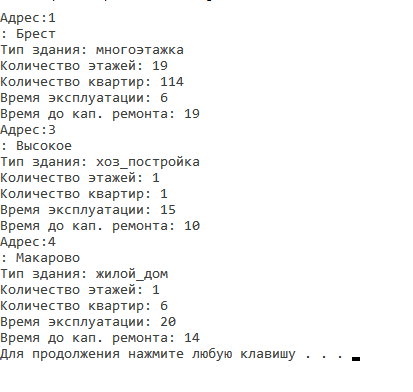 Адрес:1
: Брест
Тип здания: многоэтажка
Количество этажей: 19
Количество квартир: 114
Время эксплуатации: 6
Время до кап. ремонта: 19
Адрес:3
: Высокое
Тип здания: хоз_постройка
Количество этажей: 1
Количество квартир: 1
Время эксплуатации: 15
Время до кап. ремонта: 10
Адрес:4
: Макарово
Тип здания: жилой_дом
Количество этажей: 1
Количество квартир: 6
Время эксплуатации: 20
Время до кап. ремонта: 14
Для продолжения нажмите любую клавишу . . .